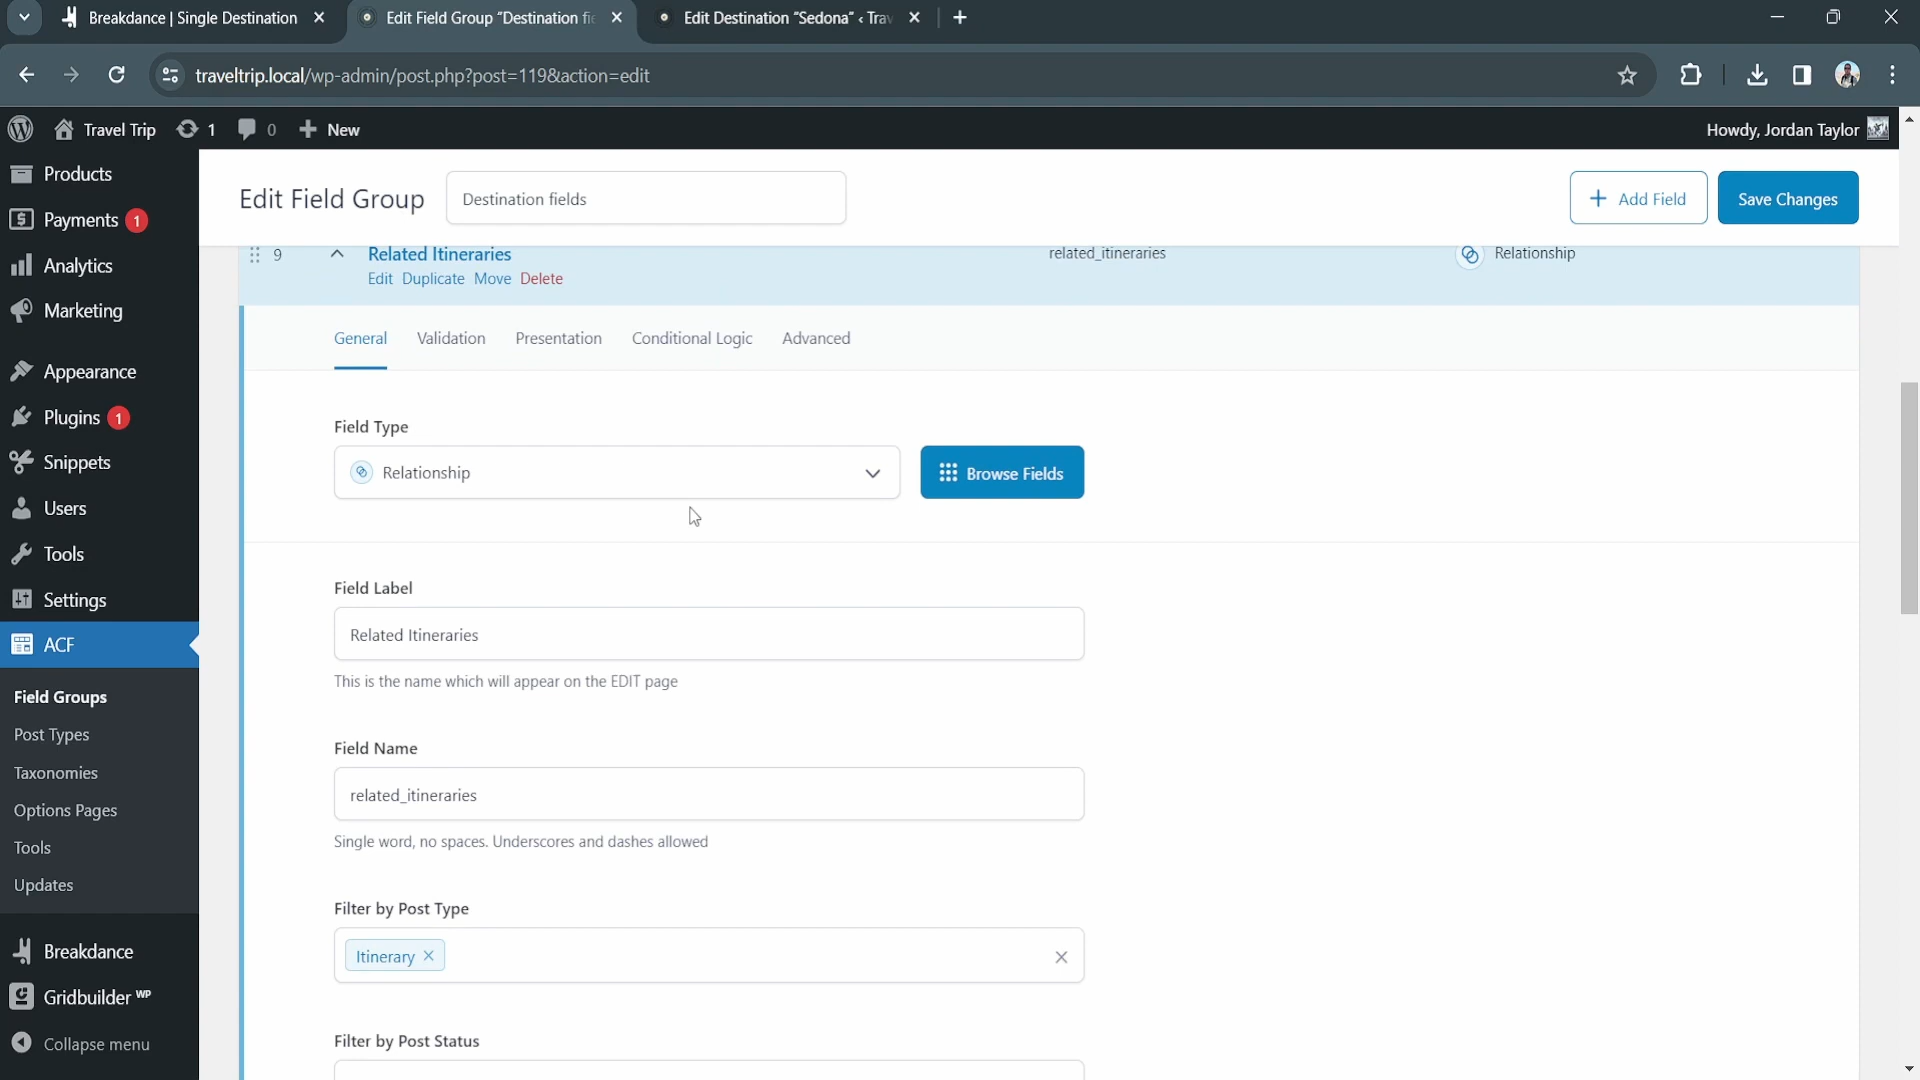 Breakdance | Single Destination
Edit Field Group "Destination fi
Edit Destination "Sedona" ‹ Trav
traveltrip.local/wp-admin/post.php?post=119&action=edit
Travel Trip 1 0 New
Howdy, Jordan Taylor
Products
Payments 1
Analytics
Marketing
Appearance
Plugins 1
Snippets
Users
Tools
Settings
ACF
Field Groups
Post Types
Taxonomies
Options Pages
Tools
Updates
Breakdance
Gridbuilder WP
Collapse menu
Edit Field Group
Destination fields
Add Field
Save Changes
9 Related Itineraries related_itineraries Relationship
Edit Duplicate Move Delete
General Validation Presentation Conditional Logic Advanced
Field Type
Relationship
Browse Fields
Field Label
Related Itineraries
This is the name which will appear on the EDIT page
Field Name
related_itineraries
Single word, no spaces. Underscores and dashes allowed
Filter by Post Type
Itinerary
Filter by Post Status